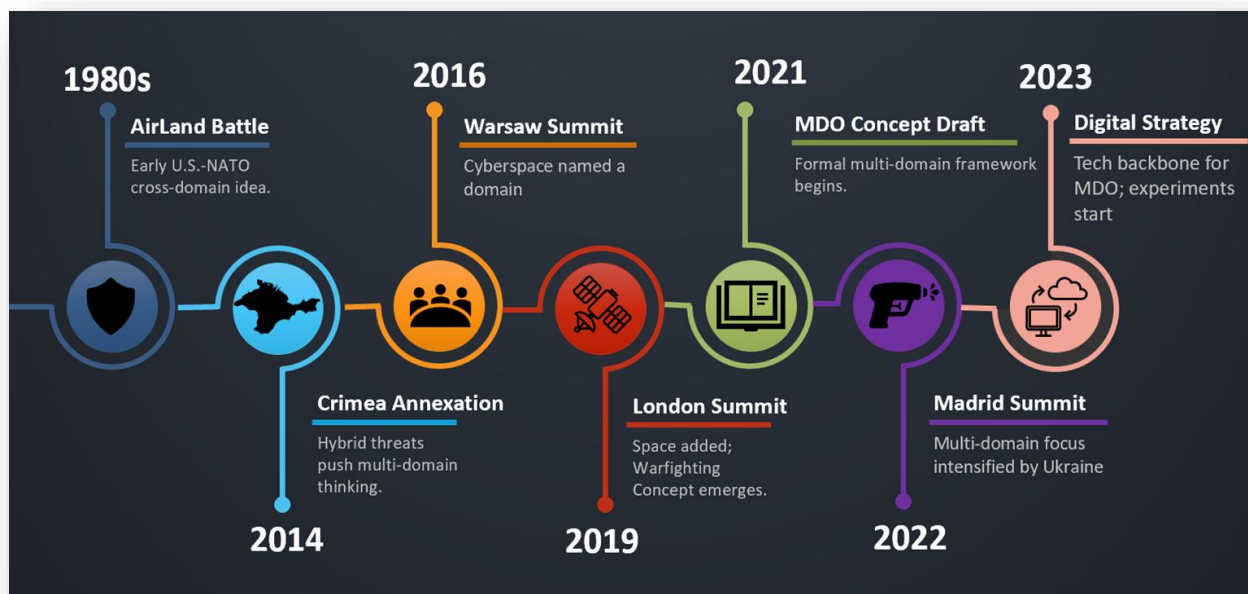 1980s
AirLand Battle
Early U.S.-NATO
cross-domain idea.
Crimea Annexation
Hybrid threats
push multi-domain
thinking.
2014
2016
Warsaw Summit
Cyberspace named a
domain
London Summit
Space added;
Warfighting
Concept emerges.
2019
2021
MDO Concept Draft
Formal multi-domain framework
begins.
Madrid Summit
Multi-domain focus
intensified by Ukraine
2022
2023
Digital Strategy
Tech backbone for
MDO; experiments
start